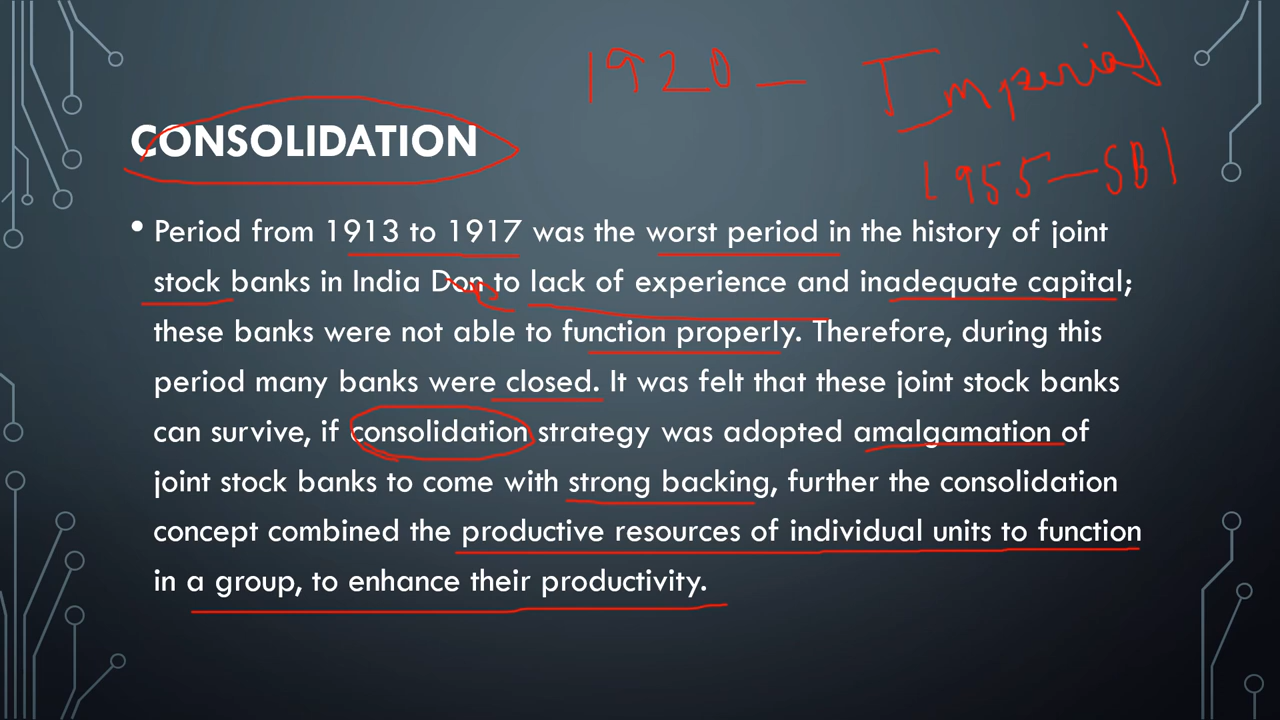 1920 - Imperial
CONSOLIDATION
1955-SBI
• Period from 1913 to 1917 was the worst period in the history of joint
stock banks in India Don to lack of experience and inadequate capital;
these banks were not able to function properly. Therefore, during this
period many banks were closed. It was felt that these joint stock banks
can survive, if consolidation strategy was adopted amalgamation of
joint stock banks to come with strong backing, further the consolidation
concept combined the productive resources of individual units to function
in a group, to enhance their productivity.